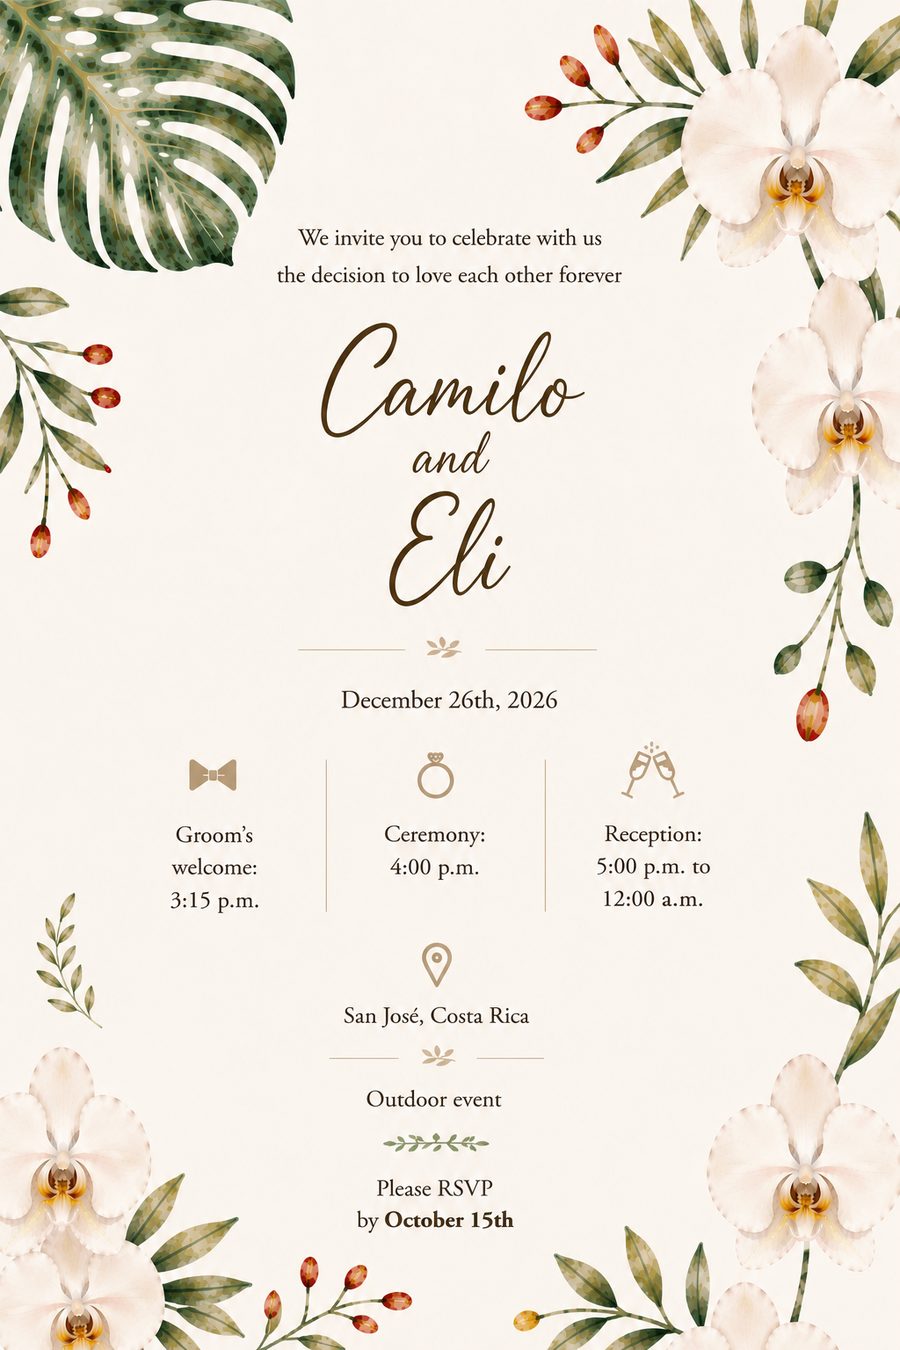 We invite you to celebrate with us
the decision to love each other forever
Camilo
and
Eli
December 26th, 2026
Groom’s
welcome:
3:15 p.m.
Ceremony:
4:00 p.m.
Reception:
5:00 p.m. to
12:00 a.m.
San José, Costa Rica
Outdoor event
Please RSVP
by October 15th